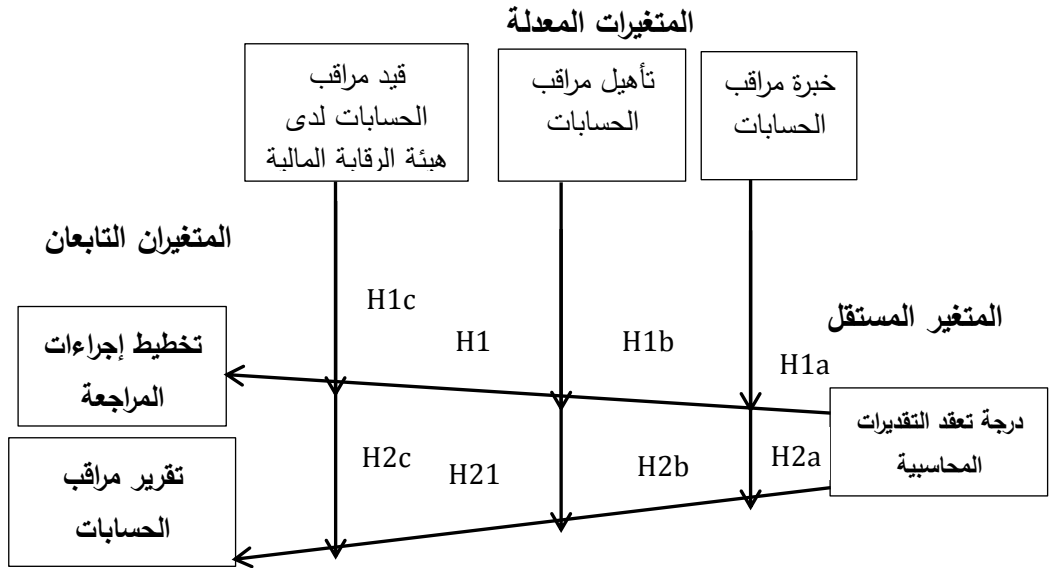 المتغيرات المعدلة
خبرة مراقب
الحسابات
تأهيل مراقب
الحسابات
قيد مراقب
الحسابات لدى
هيئة الرقابة المالية
المتغيران التابعان
المتغير المستقل
H1c
H1
H1b
H1a
تخطيط إجراءات
المراجعة
درجة تعقد التقديرات
المحاسبية
H2c
H21
H2b
H2a
تقرير مراقب
الحسابات